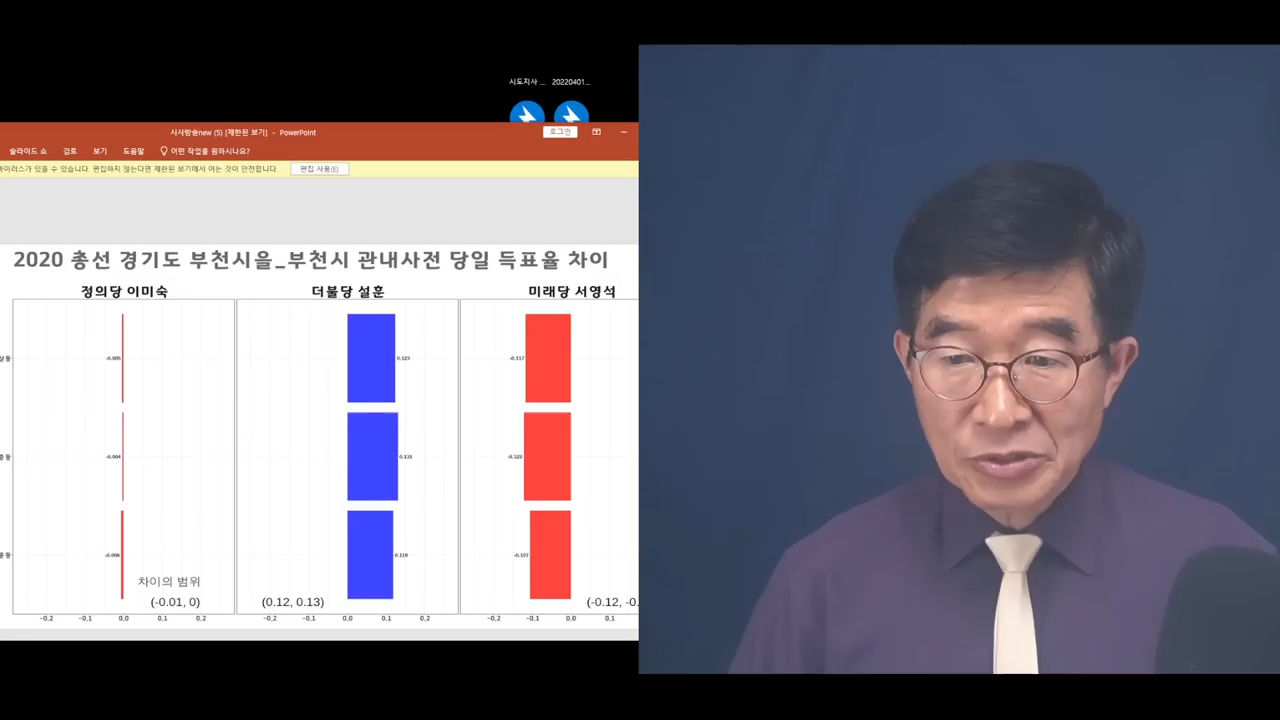 시도지사 ... 20220401...
시사방송new (5) [제한된 보기] - PowerPoint
로그인
슬라이드 쇼 검토 보기 도움말 어떤 작업을 원하시나요?
바이러스가 있을 수 있습니다. 편집하지 않는다면 제한된 보기에서 여는 것이 안전합니다. 편집 사용(E)
2020 총선 경기도 부천시을_부천시 관내사전 당일 득표율 차이
정의당 이미숙 더불당 설훈 미래당 서영석
-0.005 0.123 -0.117
-0.004 0.131 -0.122
-0.006 0.118 -0.107
차이의 범위
(-0.01, 0) (0.12, 0.13) (-0.12, -0.
-0.2 -0.1 0.0 0.1 0.2 -0.2 -0.1 0.0 0.1 0.2 -0.2 -0.1 0.0 0.1